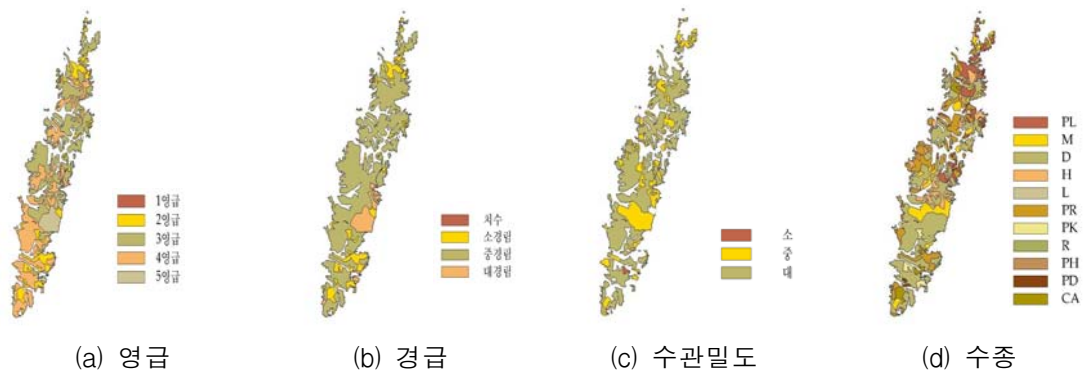 1영급
2영급
3영급
4영급
5영급
치수
소경림
중경림
대경림
소
중
대
PL
M
D
H
L
PR
PK
R
PH
PD
CA
(a) 영급
(b) 경급
(c) 수관밀도
(d) 수종